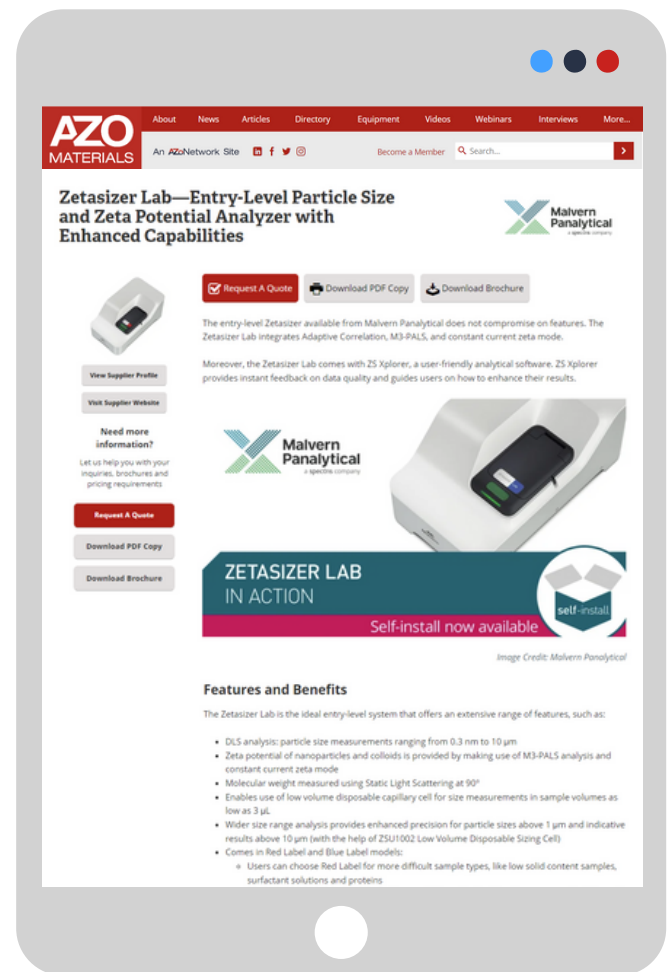 AZO
MATERIALS
About News Articles Directory Equipment Videos Webinars Interviews More...
An AZoNetwork Site
Become a Member
Search...
Zetasizer Lab—Entry-Level Particle Size
and Zeta Potential Analyzer with
Enhanced Capabilities
Malvern
Panalytical
a spectris company
Request A Quote
Download PDF Copy
Download Brochure
The entry-level Zetasizer available from Malvern Panalytical does not compromise on features. The
Zetasizer Lab integrates Adaptive Correlation, M3-PALS, and constant current zeta mode.
Moreover, the Zetasizer Lab comes with ZS Xplorer, a user-friendly analytical software. ZS Xplorer
provides instant feedback on data quality and guides users on how to enhance their results.
View Supplier Profile
Visit Supplier Website
Need more
information?
Let us help you with your
inquiries, brochures and
pricing requirements
Request A Quote
Download PDF Copy
Download Brochure
Malvern
Panalytical
a spectris company
ZETASIZER LAB
IN ACTION
self-install
Self-install now available
Image Credit: Malvern Panalytical
Features and Benefits
The Zetasizer Lab is the ideal entry-level system that offers an extensive range of features, such as:
• DLS analysis: particle size measurements ranging from 0.3 nm to 10 μm
• Zeta potential of nanoparticles and colloids is provided by making use of M3-PALS analysis and
constant current zeta mode
• Molecular weight measured using Static Light Scattering at 90°
• Enables use of low volume disposable capillary cell for size measurements in sample volumes as
low as 3 μL
• Wider size range analysis provides enhanced precision for particle sizes above 1 μm and indicative
results above 10 μm (with the help of ZSU1002 Low Volume Disposable Sizing Cell)
• Comes in Red Label and Blue Label models:
Users can choose Red Label for more difficult sample types, like low solid content samples,
surfactant solutions and proteins